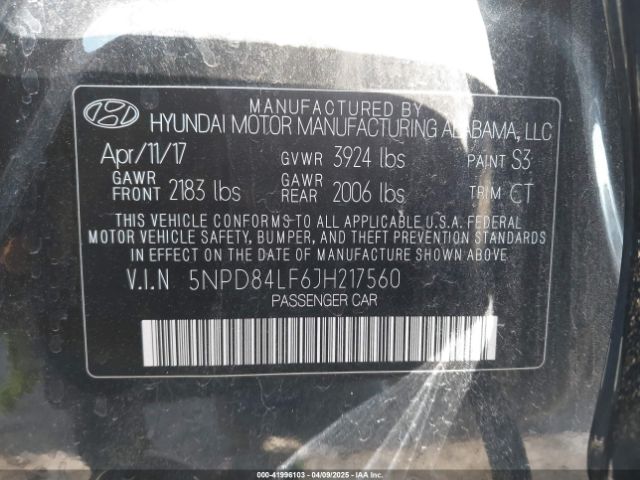 MANUFACTURED BY
HYUNDAI MOTOR MANUFACTURING ALABAMA, LLC
Apr/11/17 GVWR 3924 lbs PAINT S3
GAWR FRONT 2183 lbs GAWR REAR 2006 lbs TRIM CT
THIS VEHICLE CONFORMS TO ALL APPLICABLE U.S.A. FEDERAL
MOTOR VEHICLE SAFETY, BUMPER, AND THEFT PREVENTION STANDARDS
IN EFFECT ON THE DATE OF MANUFACTURE SHOWN ABOVE.
V.I.N 5NPD84LF6JH217560
PASSENGER CAR
000-41996103 - 04/09/2025 - IAAI.COM